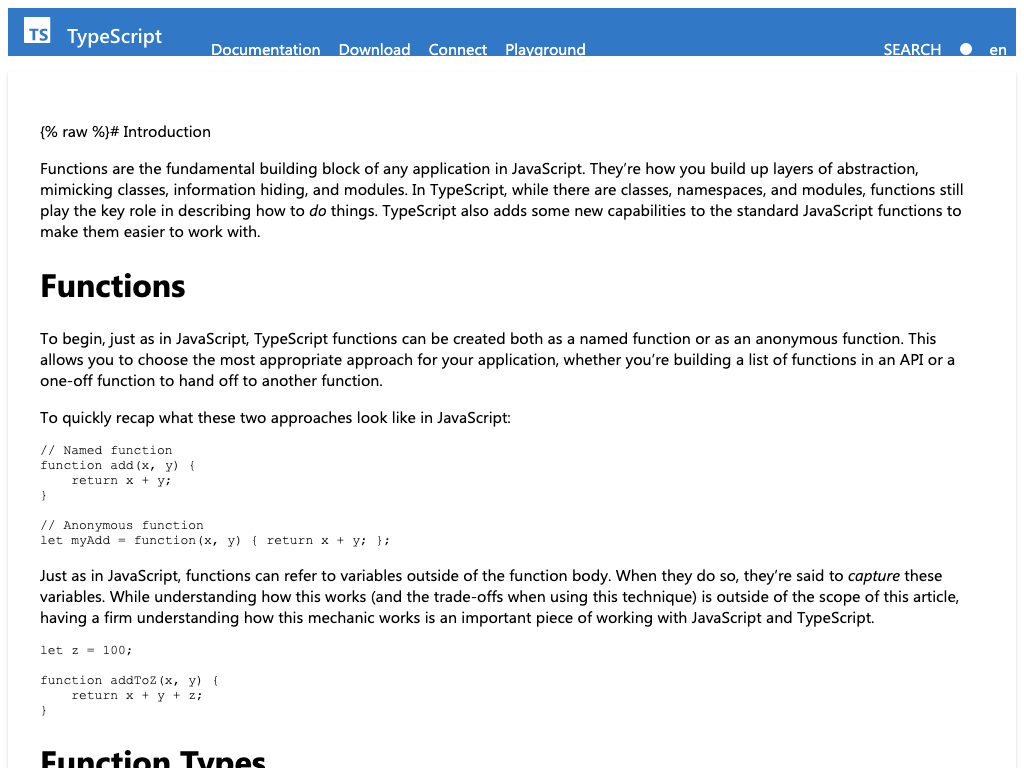 TS TypeScript
Documentation Download Connect Playground SEARCH en
{% raw %}# Introduction
Functions are the fundamental building block of any application in JavaScript. They’re how you build up layers of abstraction,
mimicking classes, information hiding, and modules. In TypeScript, while there are classes, namespaces, and modules, functions still
play the key role in describing how to do things. TypeScript also adds some new capabilities to the standard JavaScript functions to
make them easier to work with.
Functions
To begin, just as in JavaScript, TypeScript functions can be created both as a named function or as an anonymous function. This
allows you to choose the most appropriate approach for your application, whether you’re building a list of functions in an API or a
one-off function to hand off to another function.
To quickly recap what these two approaches look like in JavaScript:
// Named function
function add(x, y) {
    return x + y;
}
// Anonymous function
let myAdd = function(x, y) { return x + y; };
Just as in JavaScript, functions can refer to variables outside of the function body. When they do so, they’re said to capture these
variables. While understanding how this works (and the trade-offs when using this technique) is outside of the scope of this article,
having a firm understanding how this mechanic works is an important piece of working with JavaScript and TypeScript.
let z = 100;
function addToZ(x, y) {
    return x + y + z;
}
Function Types